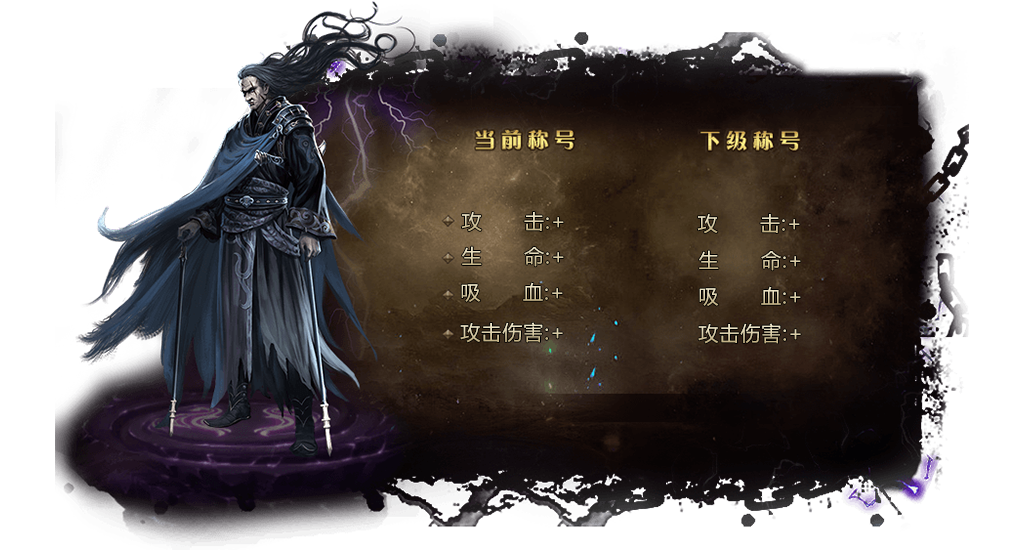 当前称号 下级称号
攻 击:+ 攻 击:+
生 命:+ 生 命:+
吸 血:+ 吸 血:+
攻击伤害:+ 攻击伤害:+